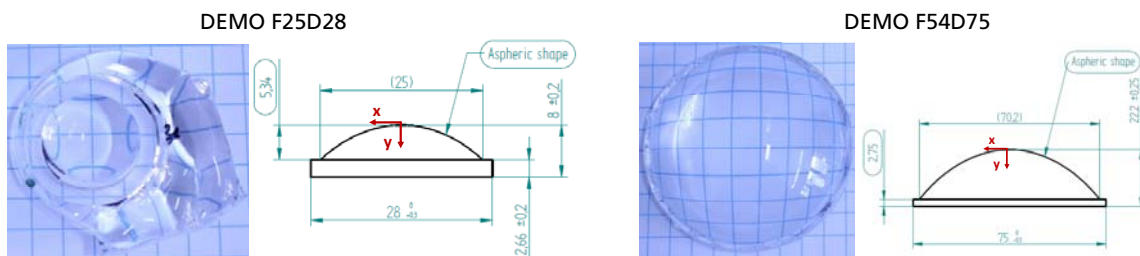 DEMO F25D28
DEMO F54D75
Aspheric shape
(25)
5,34
8 ±0,2
x
y
28 0 -0,3
2,66 ±0,2
Aspheric shape
(70,2)
22,2 ±0,25
2,75
x
y
75